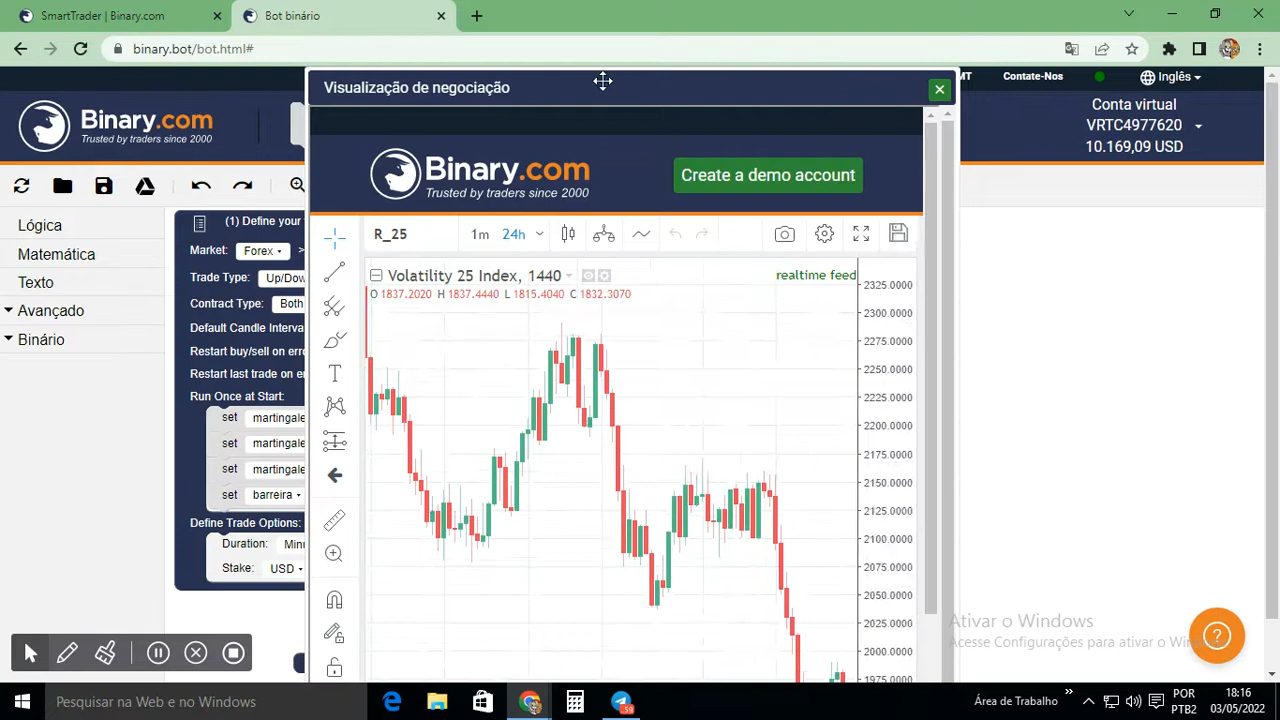 SmartTrader | Binary.com
Bot binário
binary.bot/bot.html#
Visualização de negociação
MT
Contate-Nos
Inglês
Binary.com
Trusted by traders since 2000
Conta virtual
VRTC4977620
10.169,09 USD
Binary.com
Trusted by traders since 2000
Create a demo account
Lógica
Matemática
Texto
Avançado
Binário
(1) Define your
Market: Forex >
Trade Type: Up/Down
Contract Type: Both
Default Candle Interva
Restart buy/sell on erro
Restart last trade on er
Run Once at Start:
set martingale
set martingale
set martingale
set barreira
Define Trade Options:
Duration: Minu
Stake: USD
R_25
1m 24h
Volatility 25 Index, 1440
realtime feed
O 1837.2020 H 1837.4440 L 1815.4040 C 1832.3070
2325.0000
2300.0000
2275.0000
2250.0000
2225.0000
2200.0000
2175.0000
2150.0000
2125.0000
2100.0000
2075.0000
2050.0000
2025.0000
2000.0000
1975.0000
Ativar o Windows
Acesse Configurações para ativar o Win
Pesquisar na Web e no Windows
59
Área de Trabalho
POR
PTB2
18:16
03/05/2022